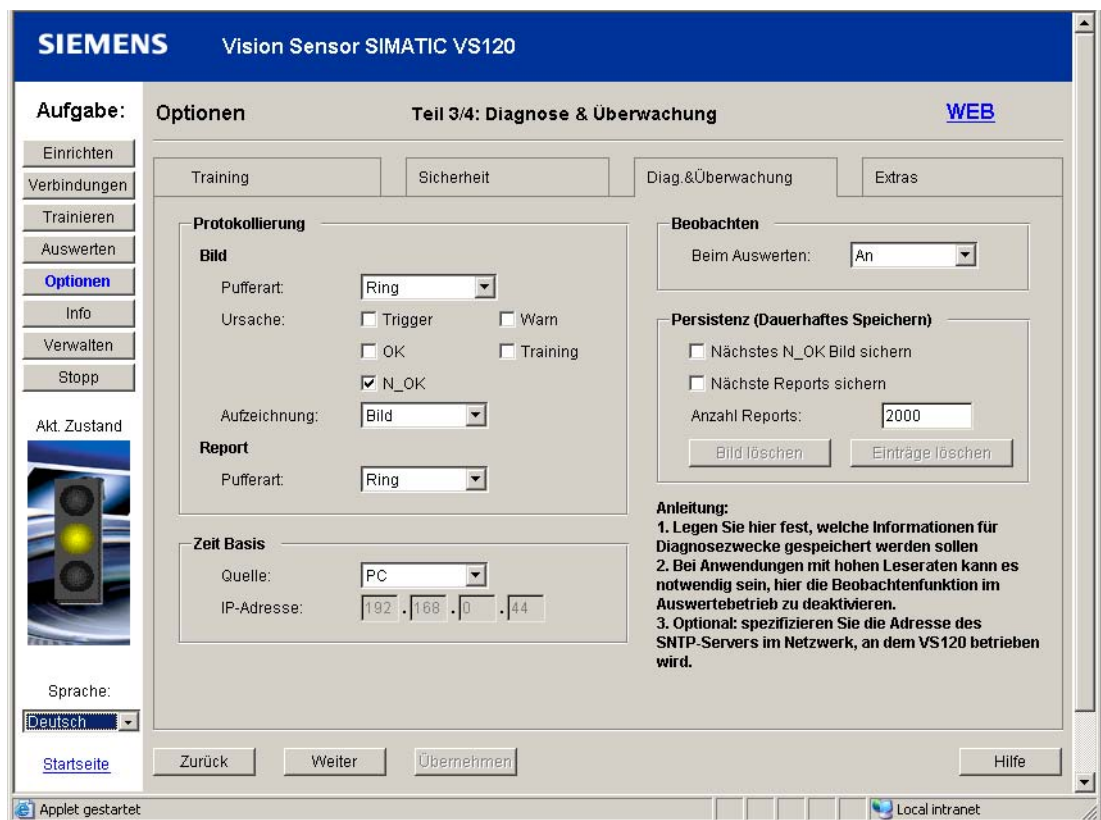 SIEMENS Vision Sensor SIMATIC VS120
Aufgabe:
Einrichten
Verbindungen
Trainieren
Auswerten
Optionen
Info
Verwalten
Stopp
Akt. Zustand
Sprache:
Deutsch
Startseite
Optionen Teil 3/4: Diagnose & Überwachung WEB
Training Sicherheit Diag.&Überwachung Extras
Protokollierung
Bild
Pufferart: Ring
Ursache: Trigger Warn
OK Training
N_OK
Aufzeichnung: Bild
Report
Pufferart: Ring
Zeit Basis
Quelle: PC
IP-Adresse: 192 . 168 . 0 . 44
Beobachten
Beim Auswerten: An
Persistenz (Dauerhaftes Speichern)
Nächstes N_OK Bild sichern
Nächste Reports sichern
Anzahl Reports: 2000
Bild löschen Einträge löschen
Anleitung:
1. Legen Sie hier fest, welche Informationen für
Diagnosezwecke gespeichert werden sollen
2. Bei Anwendungen mit hohen Leseraten kann es
notwendig sein, hier die Beobachtenfunktion im
Auswertebetrieb zu deaktivieren.
3. Optional: spezifizieren Sie die Adresse des
SNTP-Servers im Netzwerk, an dem VS120 betrieben
wird.
Zurück Weiter Übernehmen Hilfe
Applet gestartet Local intranet